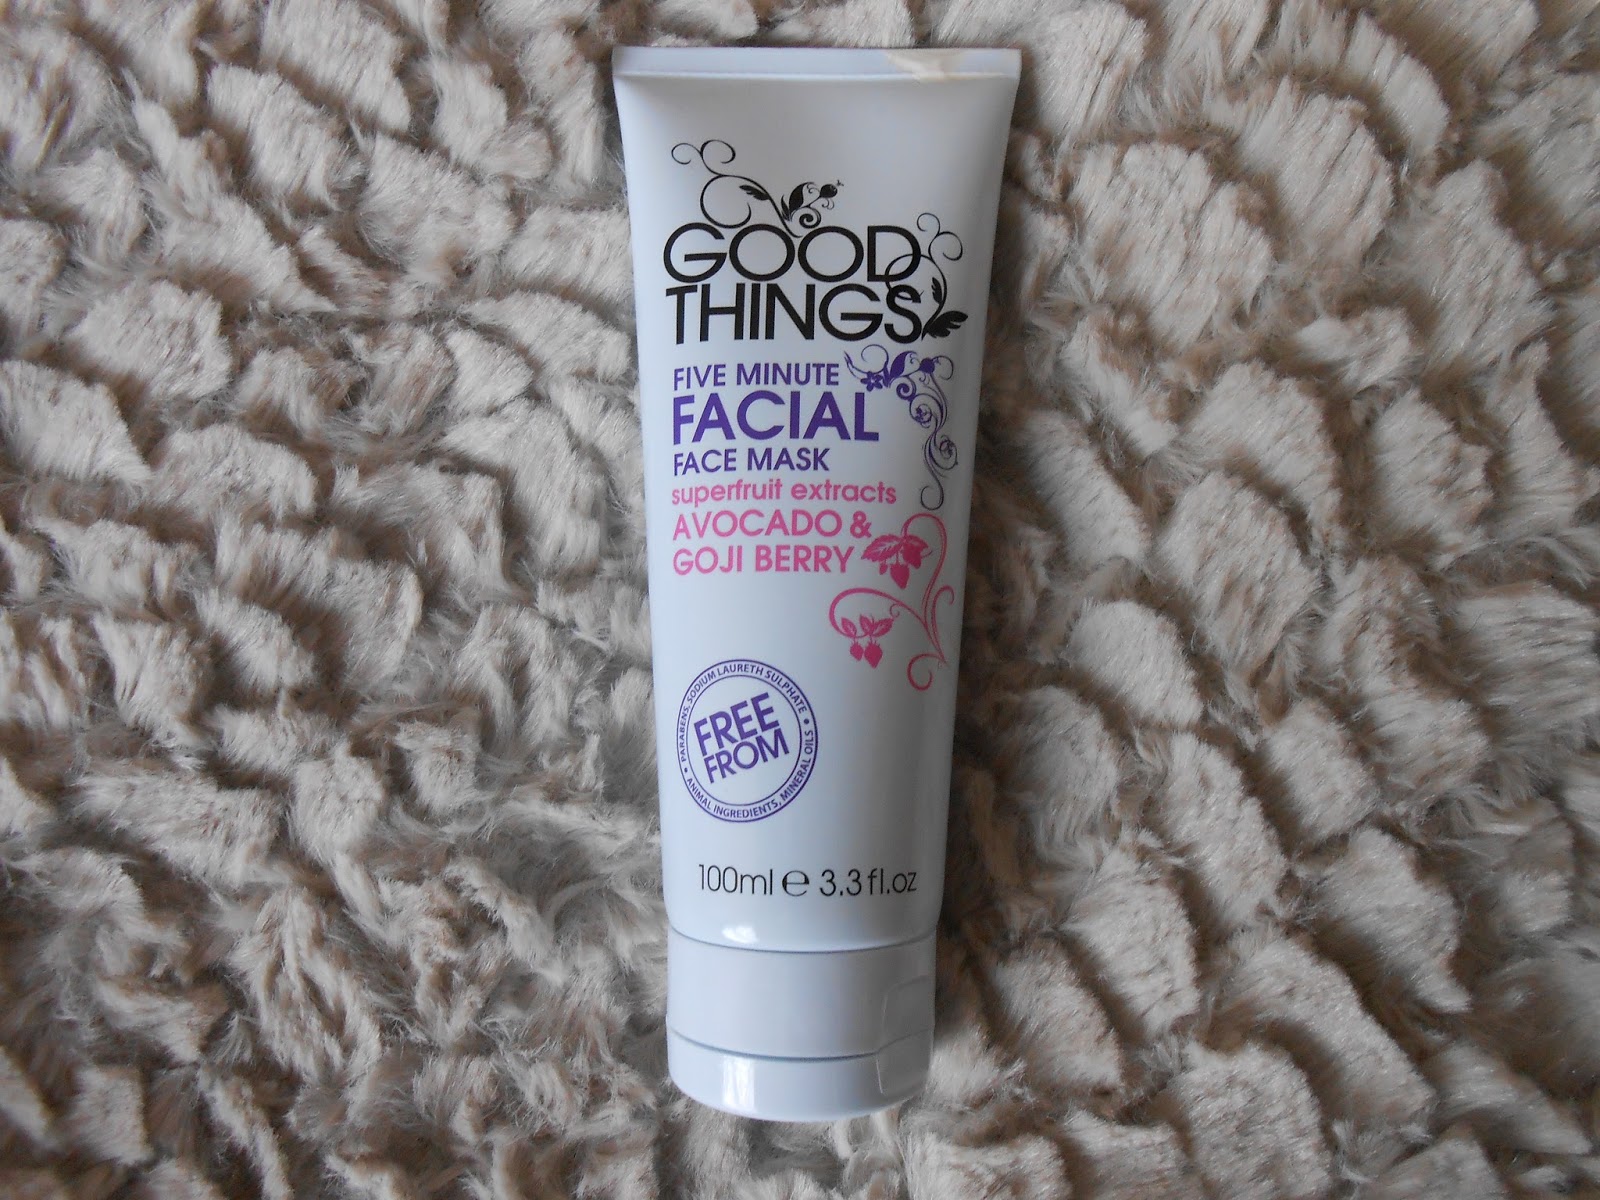 GOOD
THINGS
FIVE MINUTE
FACIAL
FACE MASK
superfruit extracts
AVOCADO &
GOJI BERRY
• PARABENS, SODIUM LAURETH SULPHATE •
FREE
FROM
ANIMAL INGREDIENTS, MINERAL OILS
100ml e 3.3 fl.oz